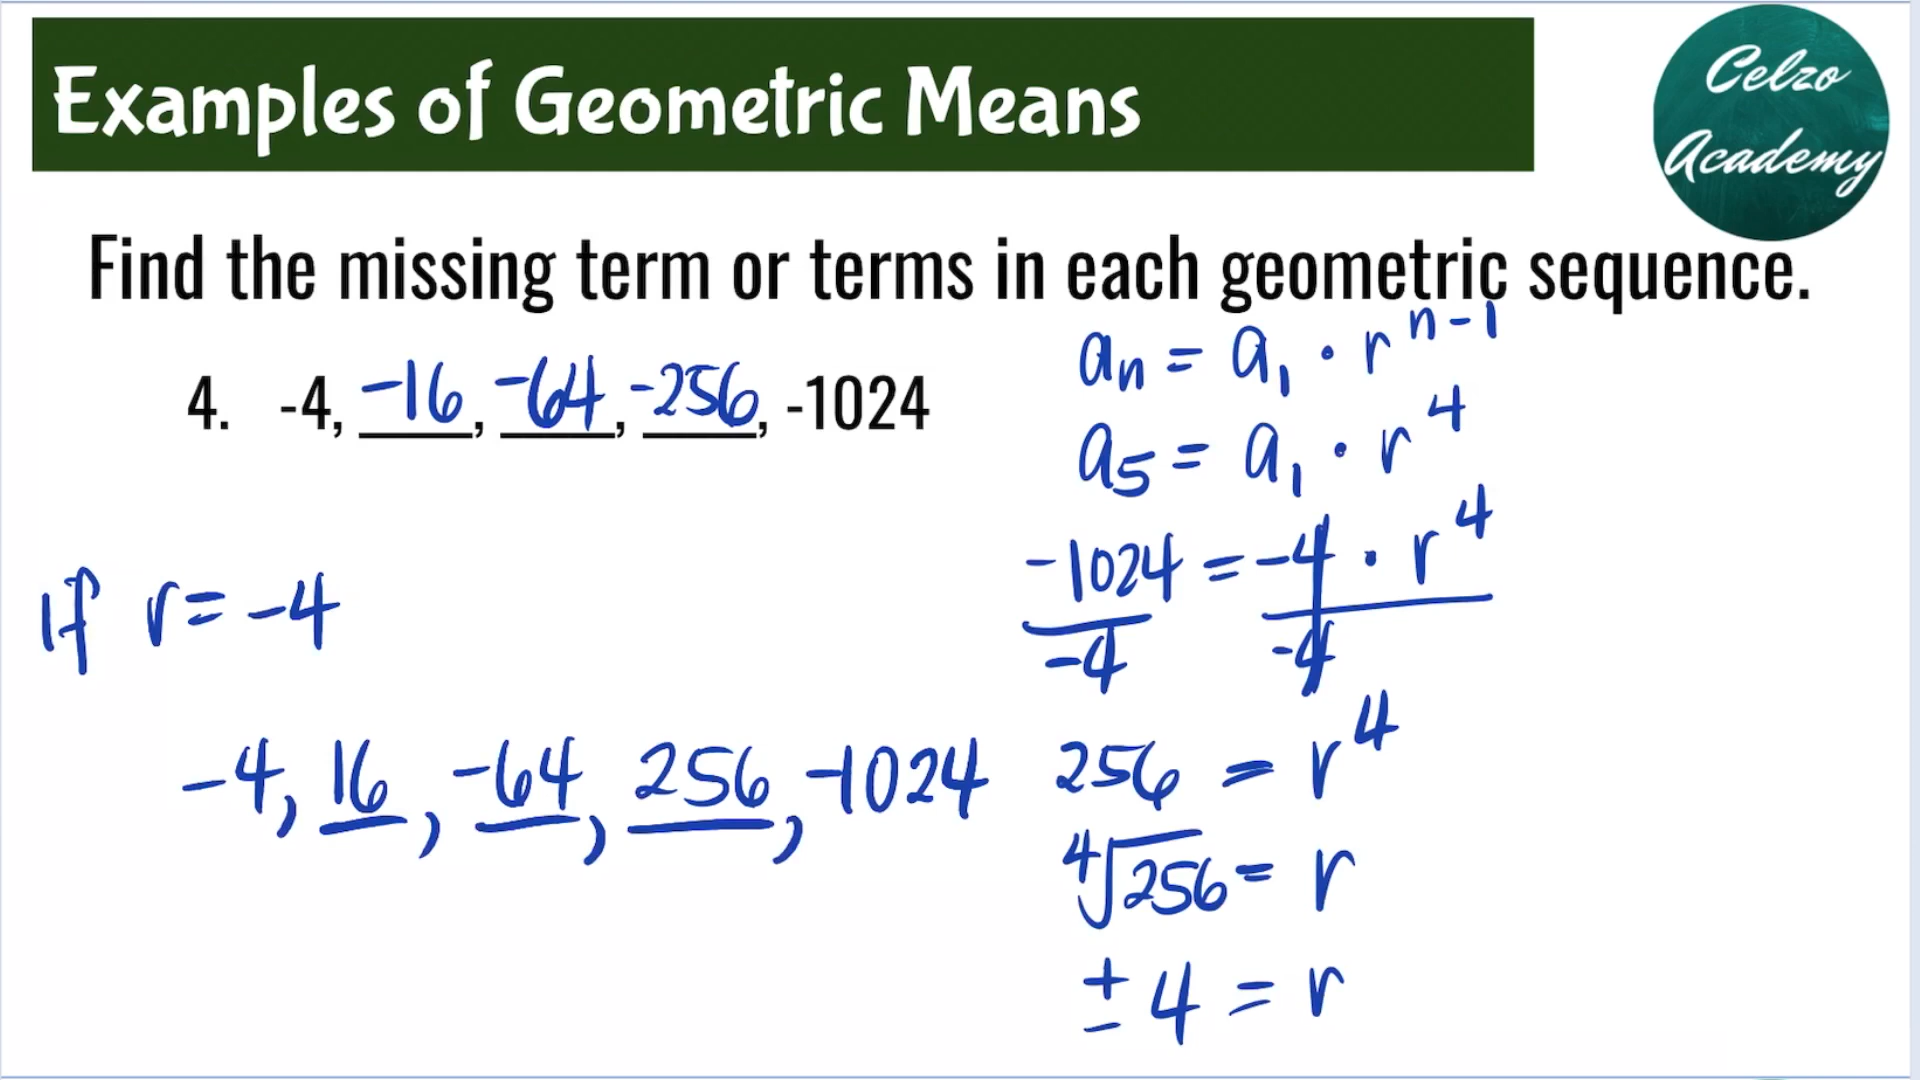 Examples of Geometric Means
Celzo
Academy
Find the missing term or terms in each geometric sequence.
4. -4, -16, -64, -256, -1024
aₙ = a₁ · rⁿ⁻¹
a₅ = a₁ · r⁴
-1024 = -4 · r⁴
-4 -4
If r = -4
-4, 16, -64, 256, -1024
256 = r⁴
⁴√256 = r
± 4 = r